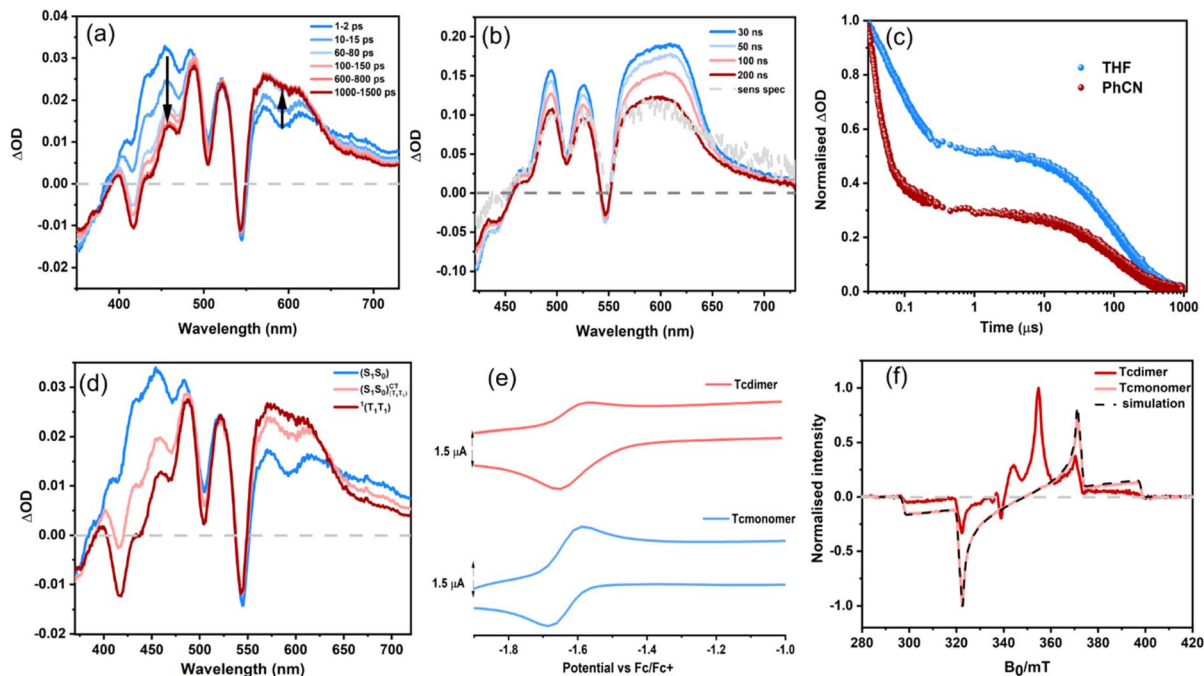 (a)
0.04
0.03
0.02
0.01
0.00
-0.01
-0.02
ΔOD
400 450 500 550 600 650 700
Wavelength (nm)
1-2 ps
10-15 ps
60-80 ps
100-150 ps
600-800 ps
1000-1500 ps
(b)
0.20
0.15
0.10
0.05
0.00
-0.05
-0.10
ΔOD
450 500 550 600 650 700
Wavelength (nm)
30 ns
50 ns
100 ns
200 ns
sens spec
(c)
1.0
0.8
0.6
0.4
0.2
0.0
Normalised ΔOD
0.1 1 10 100 1000
Time (μs)
THF
PhCN
(d)
0.03
0.02
0.01
0.00
-0.01
-0.02
ΔOD
400 450 500 550 600 650 700
Wavelength (nm)
(S₁S₀)
(S₁S₀)CT(T₁T₁)
¹(T₁T₁)
(e)
Tcdimer
1.5 μA
Tcmonomer
1.5 μA
-1.8 -1.6 -1.4 -1.2 -1.0
Potential vs Fc/Fc+
(f)
1.0
0.5
0.0
-0.5
-1.0
Normalised intensity
280 300 320 340 360 380 400 420
B₀/mT
Tcdimer
Tcmonomer
simulation